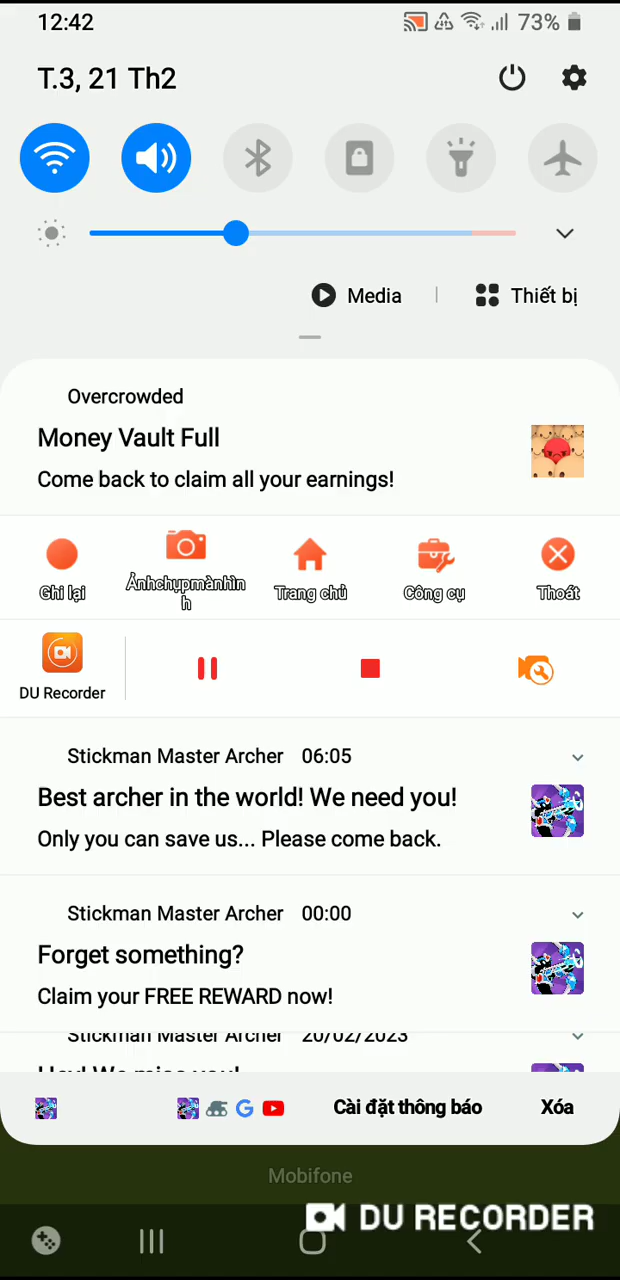 12:42
73%
T.3, 21 Th2
Media
Thiết bị
Overcrowded
Money Vault Full
Come back to claim all your earnings!
Ghi lại
Ảnhchụpmànhìn
h
Trang chủ
Công cụ
Thoát
DU Recorder
Stickman Master Archer 06:05
Best archer in the world! We need you!
Only you can save us... Please come back.
Stickman Master Archer 00:00
Forget something?
Claim your FREE REWARD now!
Stickman Master Archer 20/02/2023
Hey! We miss you!
Cài đặt thông báo
Xóa
Mobifone
DU RECORDER